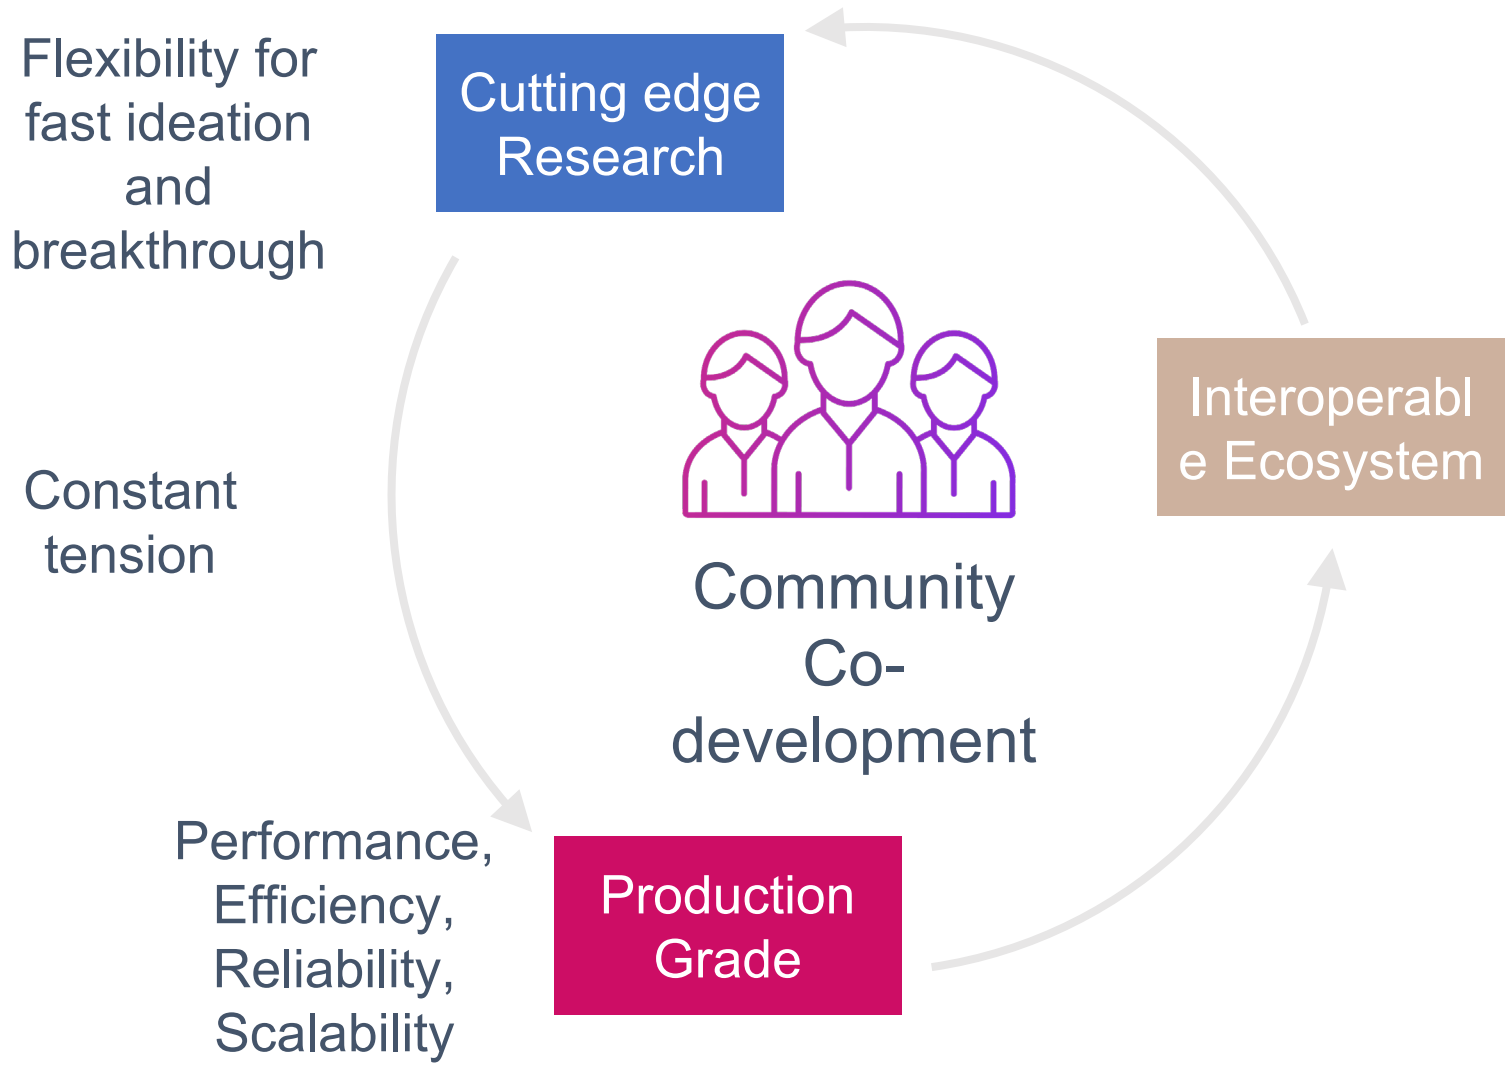 Flexibility for
fast ideation
and
breakthrough
Cutting edge
Research
Interoperabl
e Ecosystem
Constant
tension
Community
Co-
development
Performance,
Efficiency,
Reliability,
Scalability
Production
Grade